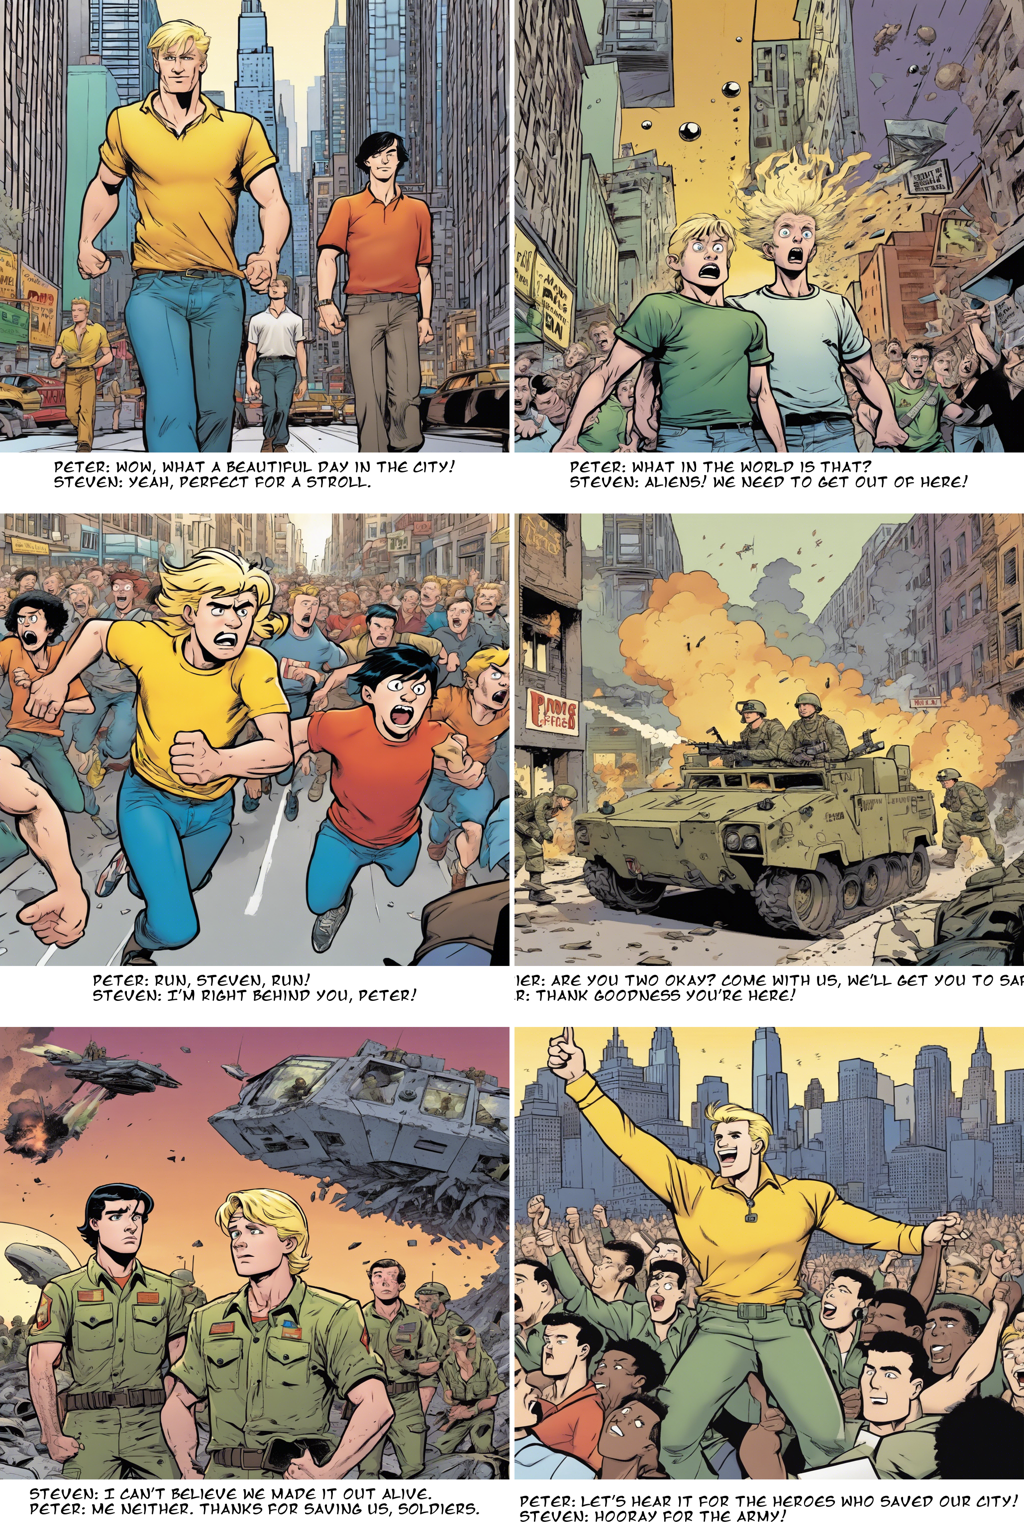 PETER: WOW, WHAT A BEAUTIFUL DAY IN THE CITY!
STEVEN: YEAH, PERFECT FOR A STROLL.
PETER: WHAT IN THE WORLD IS THAT?
STEVEN: ALIENS! WE NEED TO GET OUT OF HERE!
PETER: RUN, STEVEN, RUN!
STEVEN: I'M RIGHT BEHIND YOU, PETER!
IER: ARE YOU TWO OKAY? COME WITH US, WE'LL GET YOU TO SAF
R: THANK GOODNESS YOU'RE HERE!
STEVEN: I CAN'T BELIEVE WE MADE IT OUT ALIVE.
PETER: ME NEITHER. THANKS FOR SAVING US, SOLDIERS.
PETER: LET'S HEAR IT FOR THE HEROES WHO SAVED OUR CITY!
STEVEN: HOORAY FOR THE ARMY!